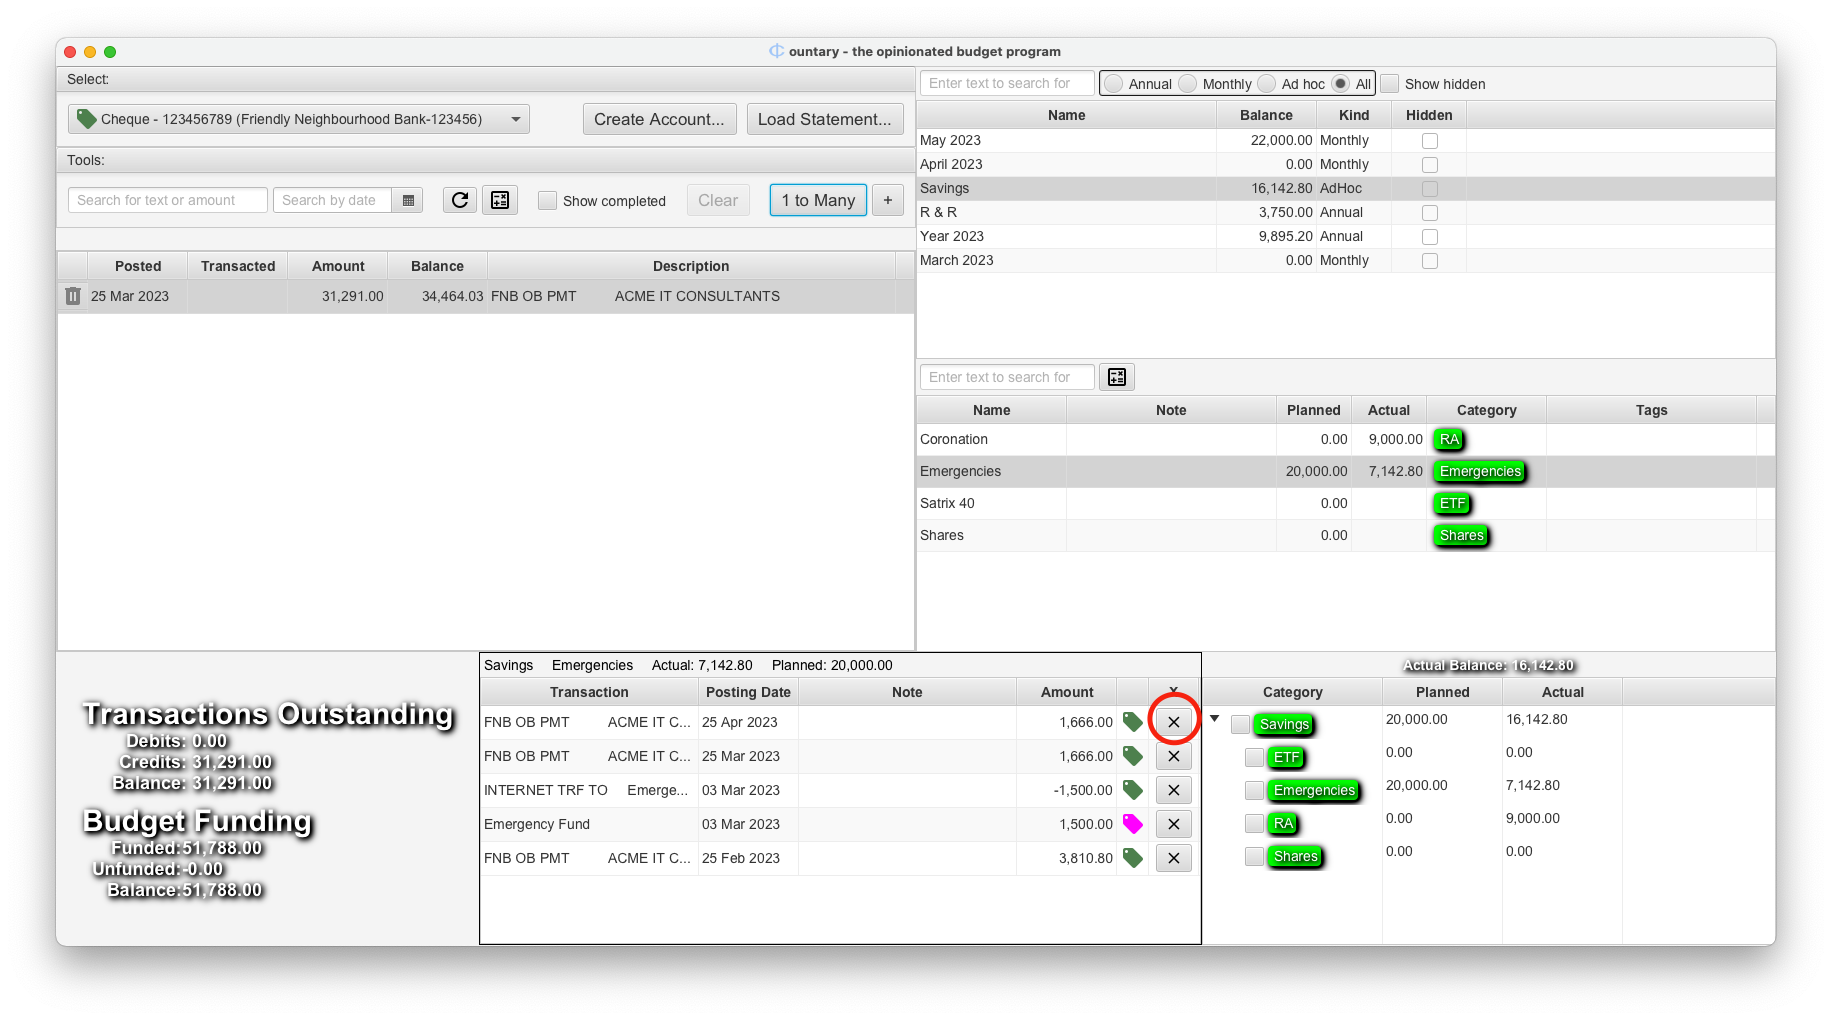 ountary - the opinionated budget program
Select:
Cheque - 123456789 (Friendly Neighbourhood Bank-123456)
Create Account...
Load Statement...
Tools:
Search for text or amount
Search by date
Show completed
Clear
1 to Many
+
Posted Transacted Amount Balance Description
25 Mar 2023 31,291.00 34,464.03 FNB OB PMT ACME IT CONSULTANTS
Enter text to search for
Annual Monthly Ad hoc All Show hidden
Name Balance Kind Hidden
May 2023 22,000.00 Monthly
April 2023 0.00 Monthly
Savings 16,142.80 AdHoc
R & R 3,750.00 Annual
Year 2023 9,895.20 Annual
March 2023 0.00 Monthly
Enter text to search for
Name Note Planned Actual Category Tags
Coronation 0.00 9,000.00 RA
Emergencies 20,000.00 7,142.80 Emergencies
Satrix 40 0.00 ETF
Shares 0.00 Shares
Transactions Outstanding
Debits: 0.00
Credits: 31,291.00
Balance: 31,291.00
Budget Funding
Funded:51,788.00
Unfunded:-0.00
Balance:51,788.00
Savings Emergencies Actual: 7,142.80 Planned: 20,000.00
Transaction Posting Date Note Amount X
FNB OB PMT ACME IT C... 25 Apr 2023 1,666.00
FNB OB PMT ACME IT C... 25 Mar 2023 1,666.00
INTERNET TRF TO Emerge... 03 Mar 2023 -1,500.00
Emergency Fund 03 Mar 2023 1,500.00
FNB OB PMT ACME IT C... 25 Feb 2023 3,810.80
Actual Balance: 16,142.80
Category Planned Actual
Savings 20,000.00 16,142.80
ETF 0.00 0.00
Emergencies 20,000.00 7,142.80
RA 0.00 9,000.00
Shares 0.00 0.00